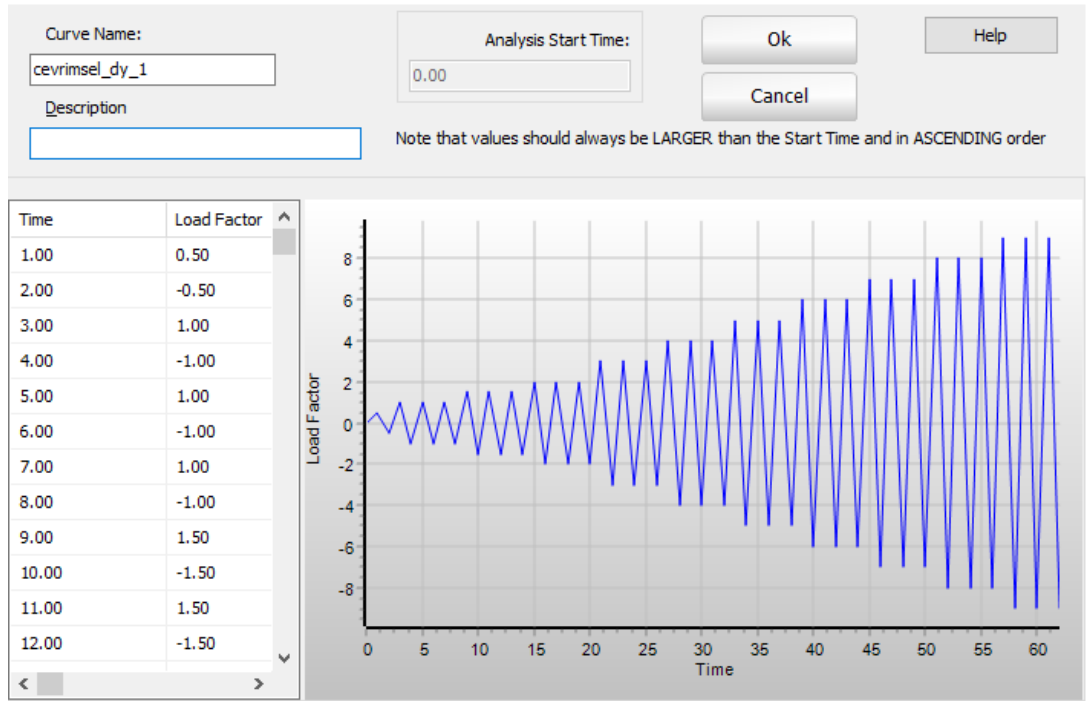 Curve Name:
cevrimsel_dy_1
Description
Analysis Start Time:
0.00
Ok
Cancel
Help
Note that values should always be LARGER than the Start Time and in ASCENDING order
Time Load Factor
1.00 0.50
2.00 -0.50
3.00 1.00
4.00 -1.00
5.00 1.00
6.00 -1.00
7.00 1.00
8.00 -1.00
9.00 1.50
10.00 -1.50
11.00 1.50
12.00 -1.50
Load Factor
8
6
4
2
0
-2
-4
-6
-8
0 5 10 15 20 25 30 35 40 45 50 55 60
Time